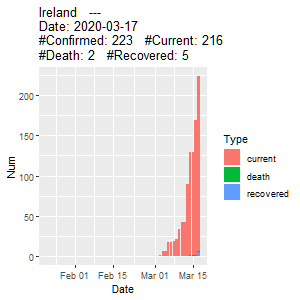 Ireland   ---
Date: 2020-03-17
#Confirmed: 223   #Current: 216
#Death: 2   #Recovered: 5
200
150
100
50
0
Num
Feb 01   Feb 15   Mar 01   Mar 15
Date
Type
current
death
recovered